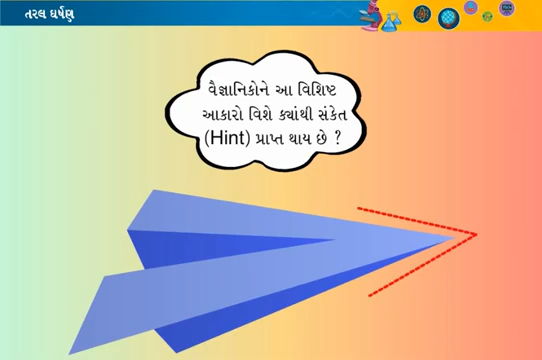 તરલ ઘર્ષણ
વૈજ્ઞાનિકોને આ વિશિષ્ટ
આકારો વિશે ક્યાંથી સંકેત
(Hint) પ્રાપ્ત થાય છે ?